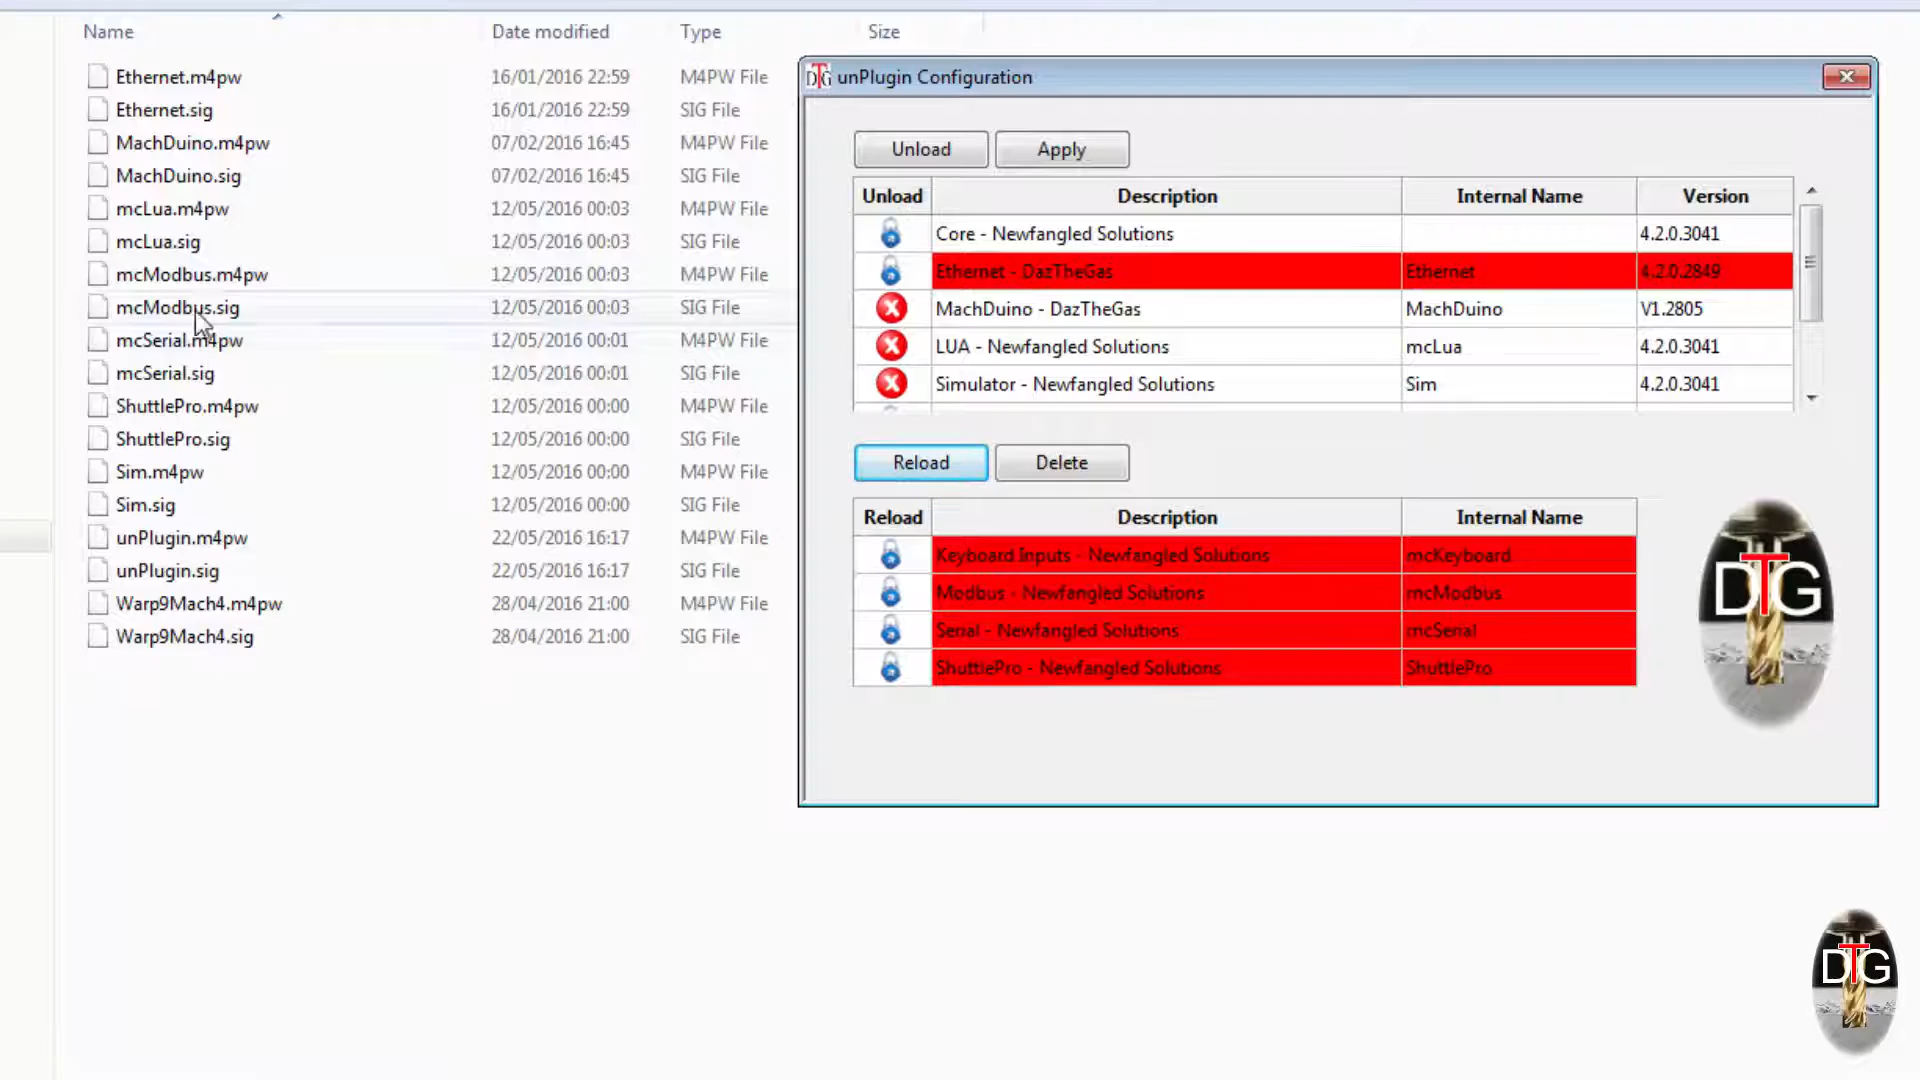 Name Date modified Type Size
Ethernet.m4pw 16/01/2016 22:59 M4PW File
Ethernet.sig 16/01/2016 22:59 SIG File
MachDuino.m4pw 07/02/2016 16:45 M4PW File
MachDuino.sig 07/02/2016 16:45 SIG File
mcLua.m4pw 12/05/2016 00:03 M4PW File
mcLua.sig 12/05/2016 00:03 SIG File
mcModbus.m4pw 12/05/2016 00:03 M4PW File
mcModbus.sig 12/05/2016 00:03 SIG File
mcSerial.m4pw 12/05/2016 00:01 M4PW File
mcSerial.sig 12/05/2016 00:01 SIG File
ShuttlePro.m4pw 12/05/2016 00:00 M4PW File
ShuttlePro.sig 12/05/2016 00:00 SIG File
Sim.m4pw 12/05/2016 00:00 M4PW File
Sim.sig 12/05/2016 00:00 SIG File
unPlugin.m4pw 22/05/2016 16:17 M4PW File
unPlugin.sig 22/05/2016 16:17 SIG File
Warp9Mach4.m4pw 28/04/2016 21:00 M4PW File
Warp9Mach4.sig 28/04/2016 21:00 SIG File
DTG unPlugin Configuration
Unload Apply
Unload Description Internal Name Version
Core - Newfangled Solutions 4.2.0.3041
Ethernet - DazTheGas Ethernet 4.2.0.2849
MachDuino - DazTheGas MachDuino V1.2805
LUA - Newfangled Solutions mcLua 4.2.0.3041
Simulator - Newfangled Solutions Sim 4.2.0.3041
Reload Delete
Reload Description Internal Name
Keyboard Inputs - Newfangled Solutions mcKeyboard
Modbus - Newfangled Solutions mcModbus
Serial - Newfangled Solutions mcSerial
ShuttlePro - Newfangled Solutions ShuttlePro
DTG
DTG